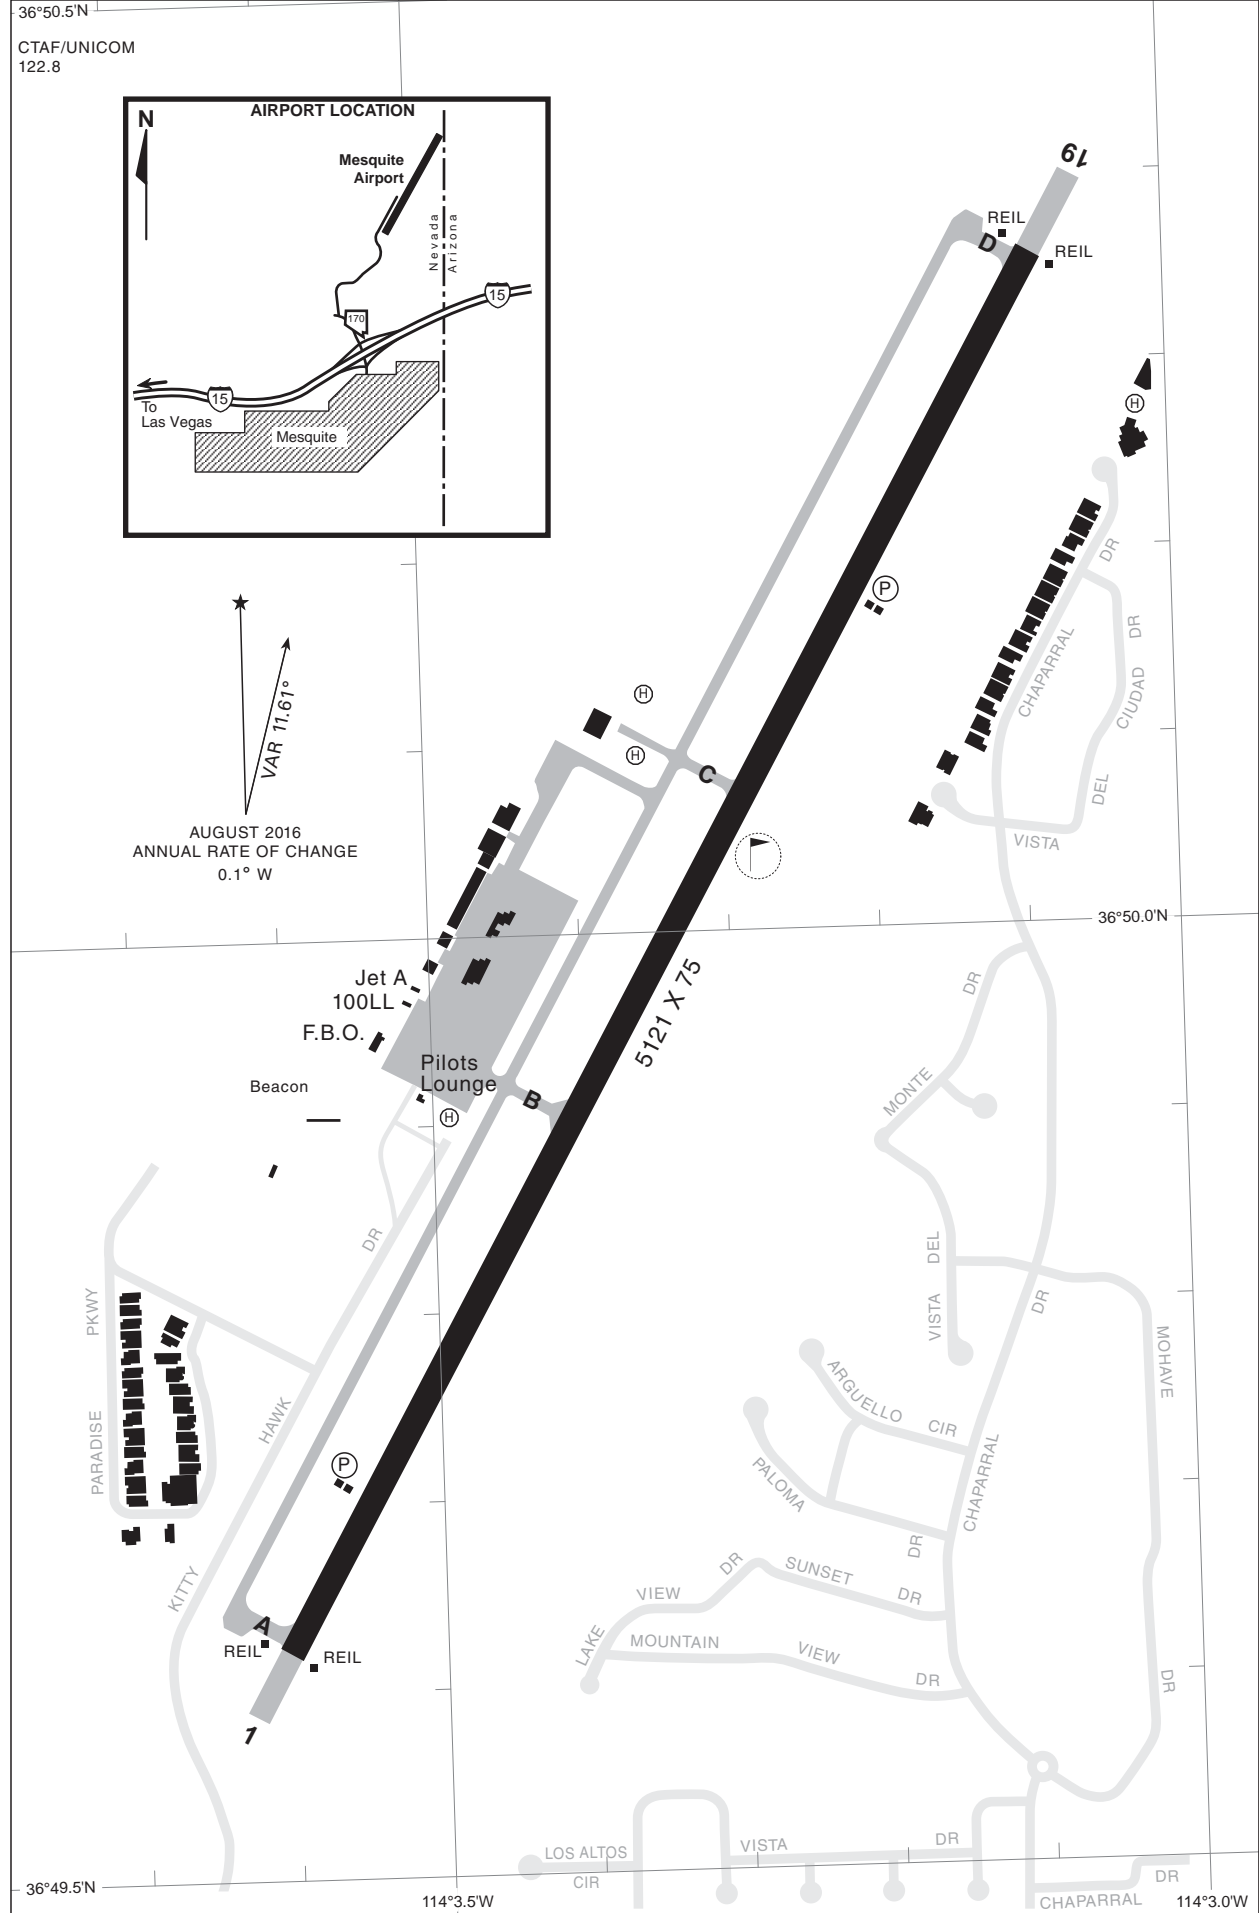 36°50.5'N
CTAF/UNICOM
122.8
AIRPORT LOCATION
N
Mesquite
Airport
Nevada
Arizona
15
170
15
To
Las Vegas
Mesquite
19
REIL
D
REIL
H
P
DR
DR
CHAPARRAL
CIUDAD
DEL
VISTA
H
H
C
VAR 11.61°
AUGUST 2016
ANNUAL RATE OF CHANGE
0.1° W
36°50.0'N
5121 X 75
Jet A
100LL
F.B.O.
Pilots
Lounge
Beacon
B
H
DR
MONTE
DEL
VISTA
DR
DR
HAWK
KITTY
PKWY
PARADISE
MOHAVE
DR
ARGUELLO
CIR
PALOMA
DR
CHAPARRAL
P
SUNSET
DR
DR
VIEW
LAKE
MOUNTAIN
VIEW
DR
A
REIL
REIL
1
LOS ALTOS
CIR
VISTA
DR
DR
CHAPARRAL
36°49.5'N
114°3.5'W
114°3.0'W